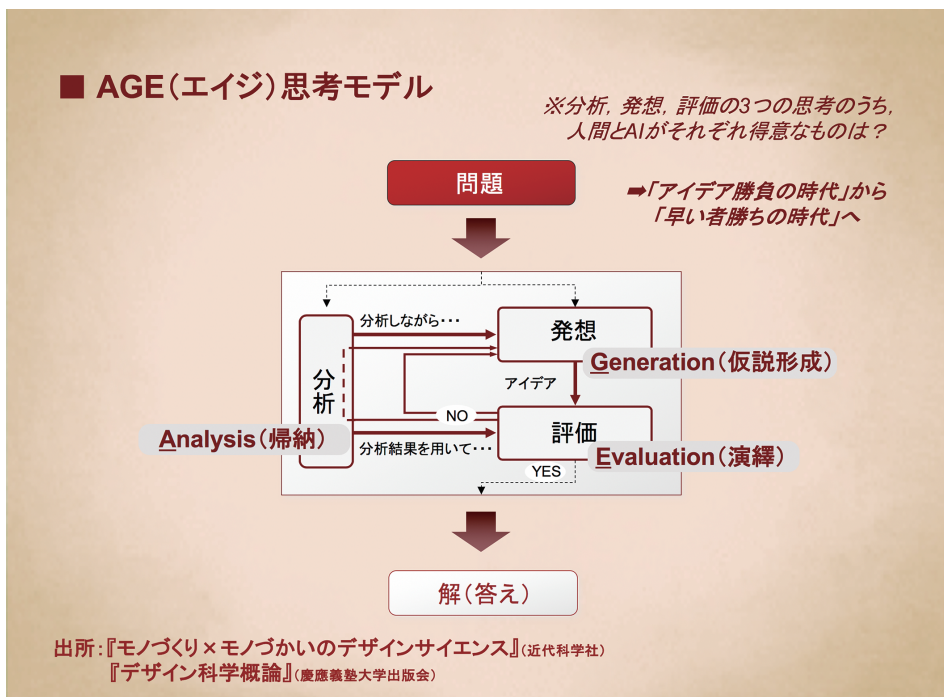 ■ AGE（エイジ）思考モデル
※分析, 発想, 評価の3つの思考のうち,
人間とAIがそれぞれ得意なものは？
問題
➡「アイデア勝負の時代」から
「早い者勝ちの時代」へ
分析しながら･･･
発想
Generation（仮説形成）
分析
アイデア
NO
Analysis（帰納）
評価
分析結果を用いて･･･
Evaluation（演繹）
YES
解（答え）
出所：『モノづくり×モノづかいのデザインサイエンス』（近代科学社）
『デザイン科学概論』（慶應義塾大学出版会）